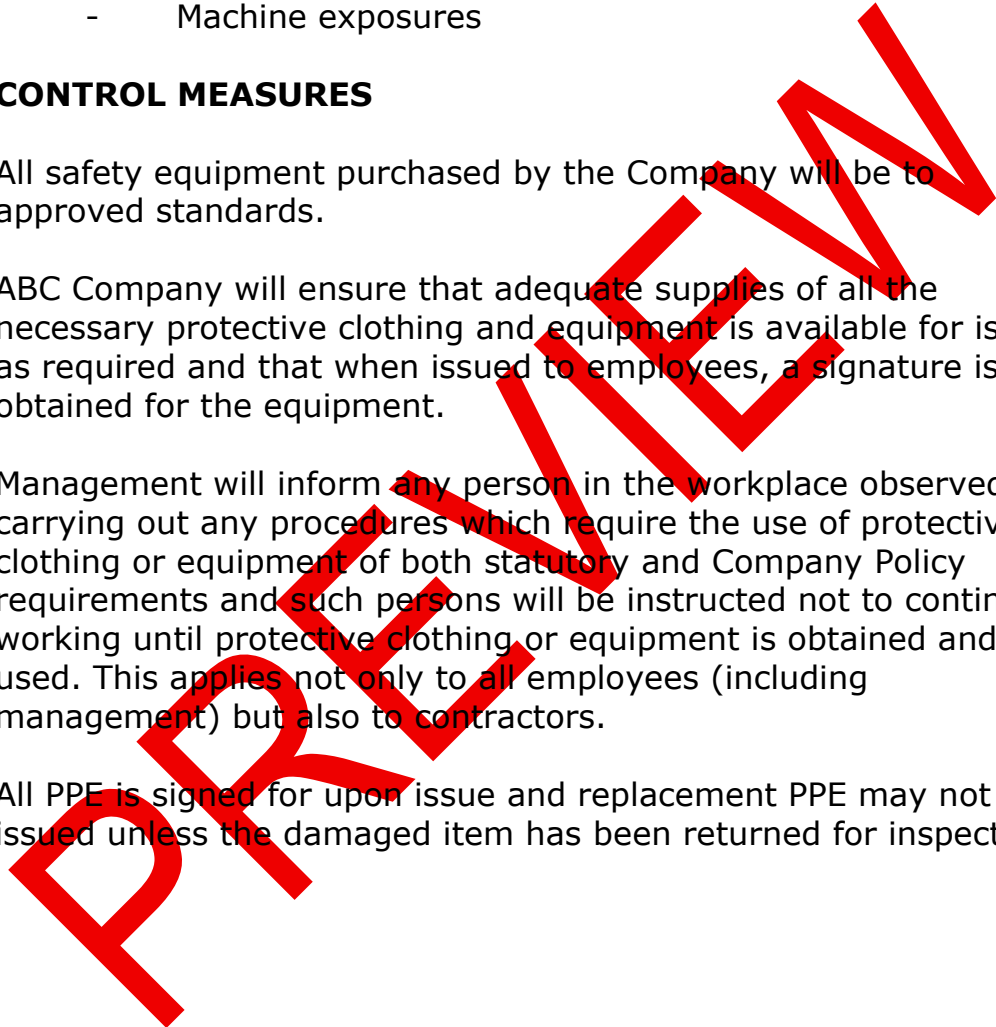 - Machine exposures
CONTROL MEASURES
All safety equipment purchased by the Company will be to
approved standards.
ABC Company will ensure that adequate supplies of all the
necessary protective clothing and equipment is available for is
as required and that when issued to employees, a signature is
obtained for the equipment.
Management will inform any person in the workplace observed
carrying out any procedures which require the use of protectiv
clothing or equipment of both statutory and Company Policy
requirements and such persons will be instructed not to contin
working until protective clothing or equipment is obtained and
used. This applies not only to all employees (including
management) but also to contractors.
All PPE is signed for upon issue and replacement PPE may not
issued unless the damaged item has been returned for inspect
PREVIEW